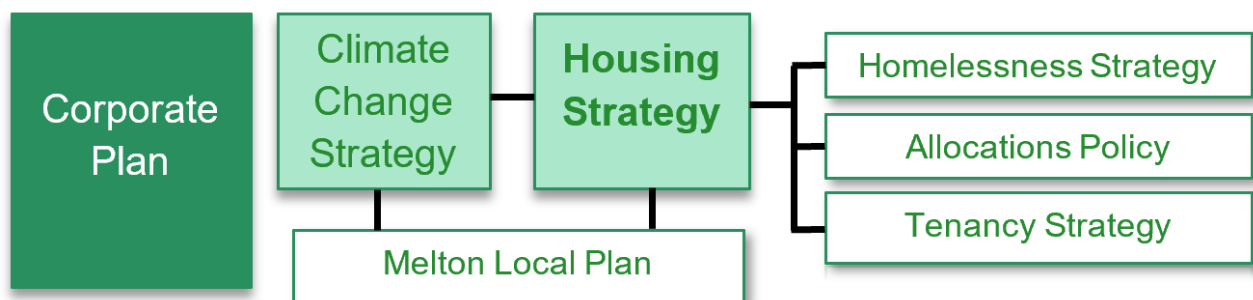 Corporate
Plan
Climate
Change
Strategy
Housing
Strategy
Homelessness Strategy
Allocations Policy
Tenancy Strategy
Melton Local Plan